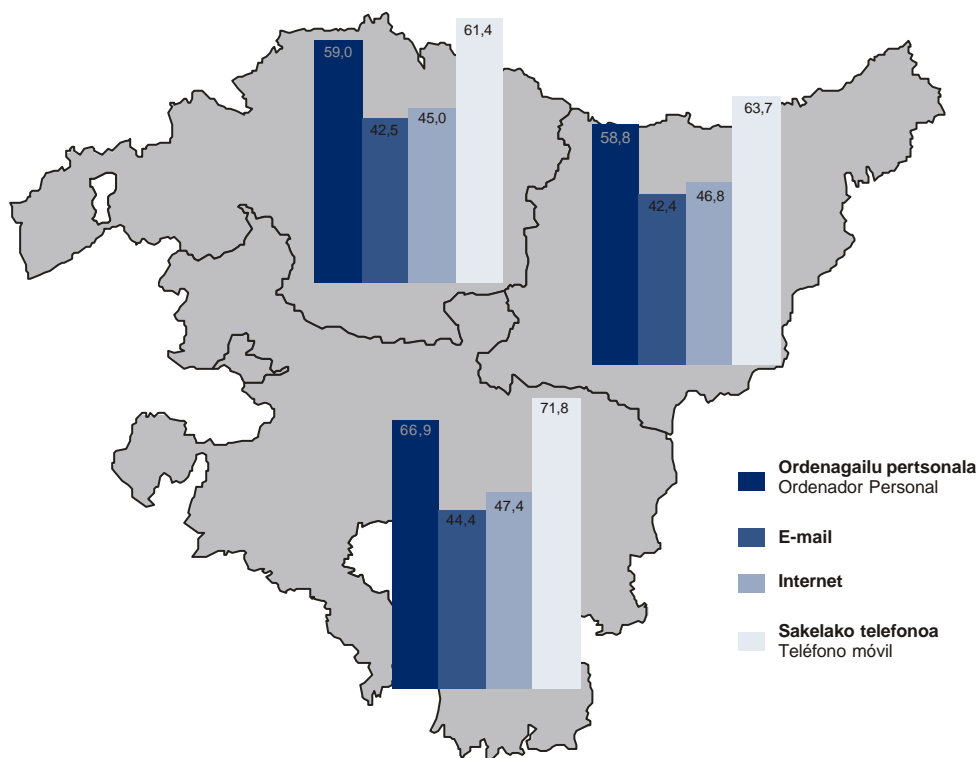 61,4
59,0
42,5
45,0
63,7
58,8
42,4
46,8
71,8
66,9
44,4
47,4
Ordenagailu pertsonala
Ordenador Personal
E-mail
Internet
Sakelako telefonoa
Teléfono móvil